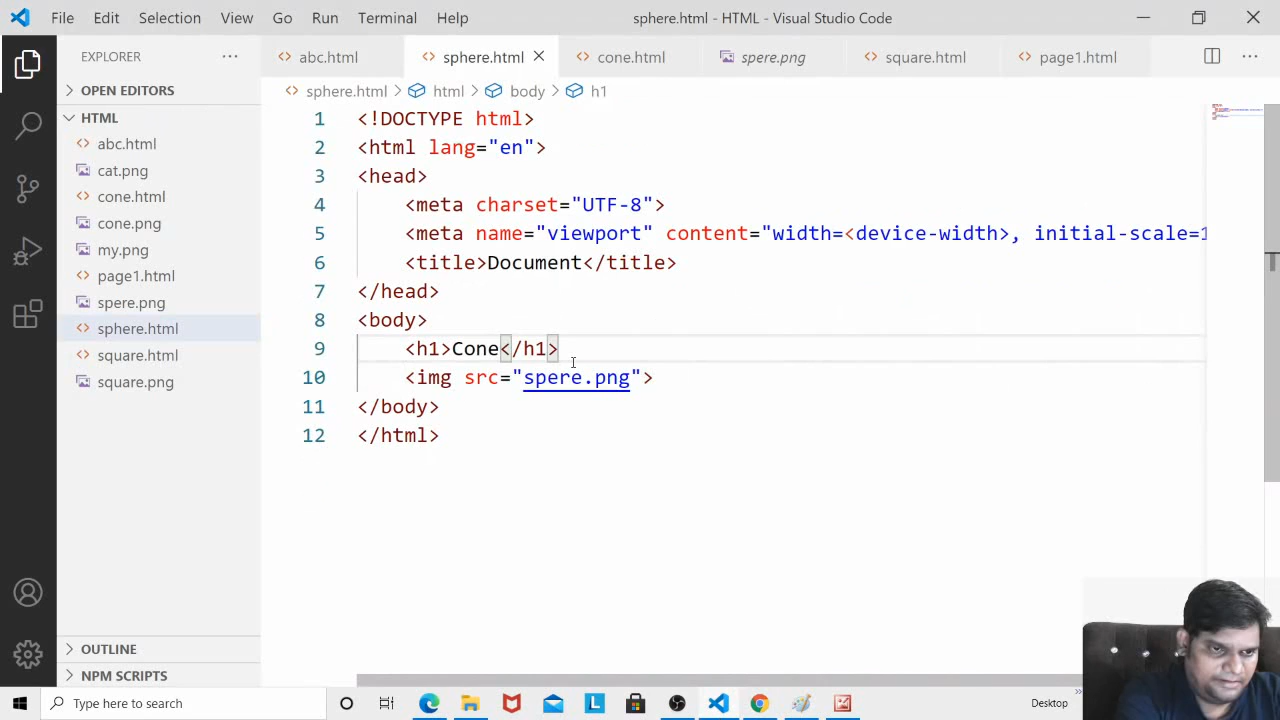 File Edit Selection View Go Run Terminal Help sphere.html - HTML - Visual Studio Code
EXPLORER
abc.html sphere.html cone.html spere.png square.html page1.html
OPEN EDITORS
sphere.html > html > body > h1
HTML
abc.html
cat.png
cone.html
cone.png
my.png
page1.html
spere.png
sphere.html
square.html
square.png
OUTLINE
NPM SCRIPTS
1 <!DOCTYPE html>
2 <html lang="en">
3 <head>
4 <meta charset="UTF-8">
5 <meta name="viewport" content="width=<device-width>, initial-scale=1
6 <title>Document</title>
7 </head>
8 <body>
9 <h1>Cone</h1>
10 <img src="spere.png">
11 </body>
12 </html>
Type here to search
Desktop